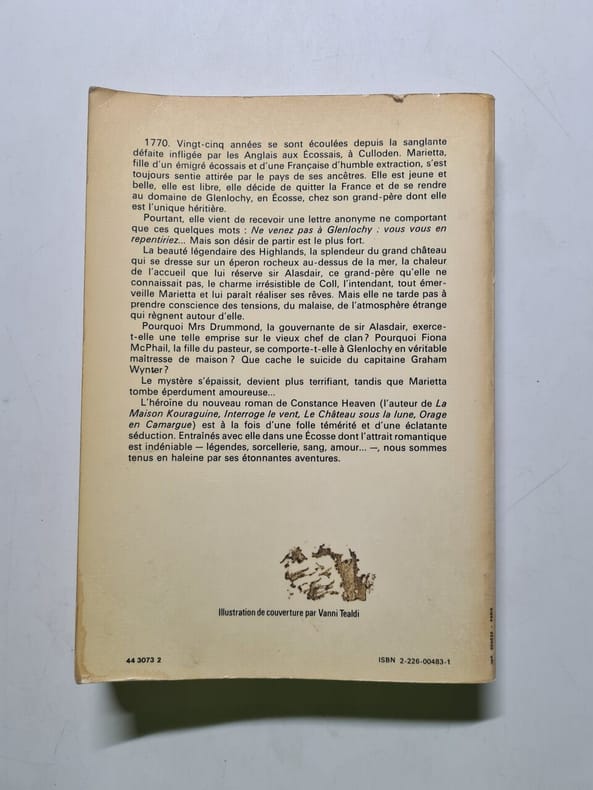 1770. Vingt-cinq années se sont écoulées depuis la sanglante
défaite infligée par les Anglais aux Écossais, à Culloden. Marietta,
fille d'un émigré écossais et d'une Française d'humble extraction, s'est
toujours sentie attirée par le pays de ses ancêtres. Elle est jeune et
belle, elle est libre, elle décide de quitter la France et de se rendre
au domaine de Glenlochy, en Écosse, chez son grand-père dont elle
est l'unique héritière.
Pourtant, elle vient de recevoir une lettre anonyme ne comportant
que ces quelques mots : Ne venez pas à Glenlochy : vous vous en
repentiriez... Mais son désir de partir est le plus fort.
La beauté légendaire des Highlands, la splendeur du grand château
qui se dresse sur un éperon rocheux au-dessus de la mer, la chaleur
de l'accueil que lui réserve sir Alasdair, ce grand-père qu'elle ne
connaissait pas, le charme irrésistible de Coll, l'intendant, tout émer-
veille Marietta et lui paraît réaliser ses rêves. Mais elle ne tarde pas à
prendre conscience des tensions, du malaise, de l'atmosphère étrange
qui règnent autour d'elle.
Pourquoi Mrs Drummond, la gouvernante de sir Alasdair, exerce-
t-elle une telle emprise sur le vieux chef de clan ? Pourquoi Fiona
McPhail, la fille du pasteur, se comporte-t-elle à Glenlochy en véritable
maîtresse de maison ? Que cache le suicide du capitaine Graham
Wynter ?
Le mystère s'épaissit, devient plus terrifiant, tandis que Marietta
tombe éperdument amoureuse...
L'héroïne du nouveau roman de Constance Heaven (l'auteur de La
Maison Kouraguine, Interroge le vent, Le Château sous la lune, Orage
en Camargue) est à la fois d'une folle témérité et d'une éclatante
séduction. Entraînés avec elle dans une Écosse dont l'attrait romantique
est indéniable — légendes, sorcellerie, sang, amour... —, nous sommes
tenus en haleine par ses étonnantes aventures.
Illustration de couverture par Vanni Tealdi
44 3073 2
ISBN 2-226-00483-1